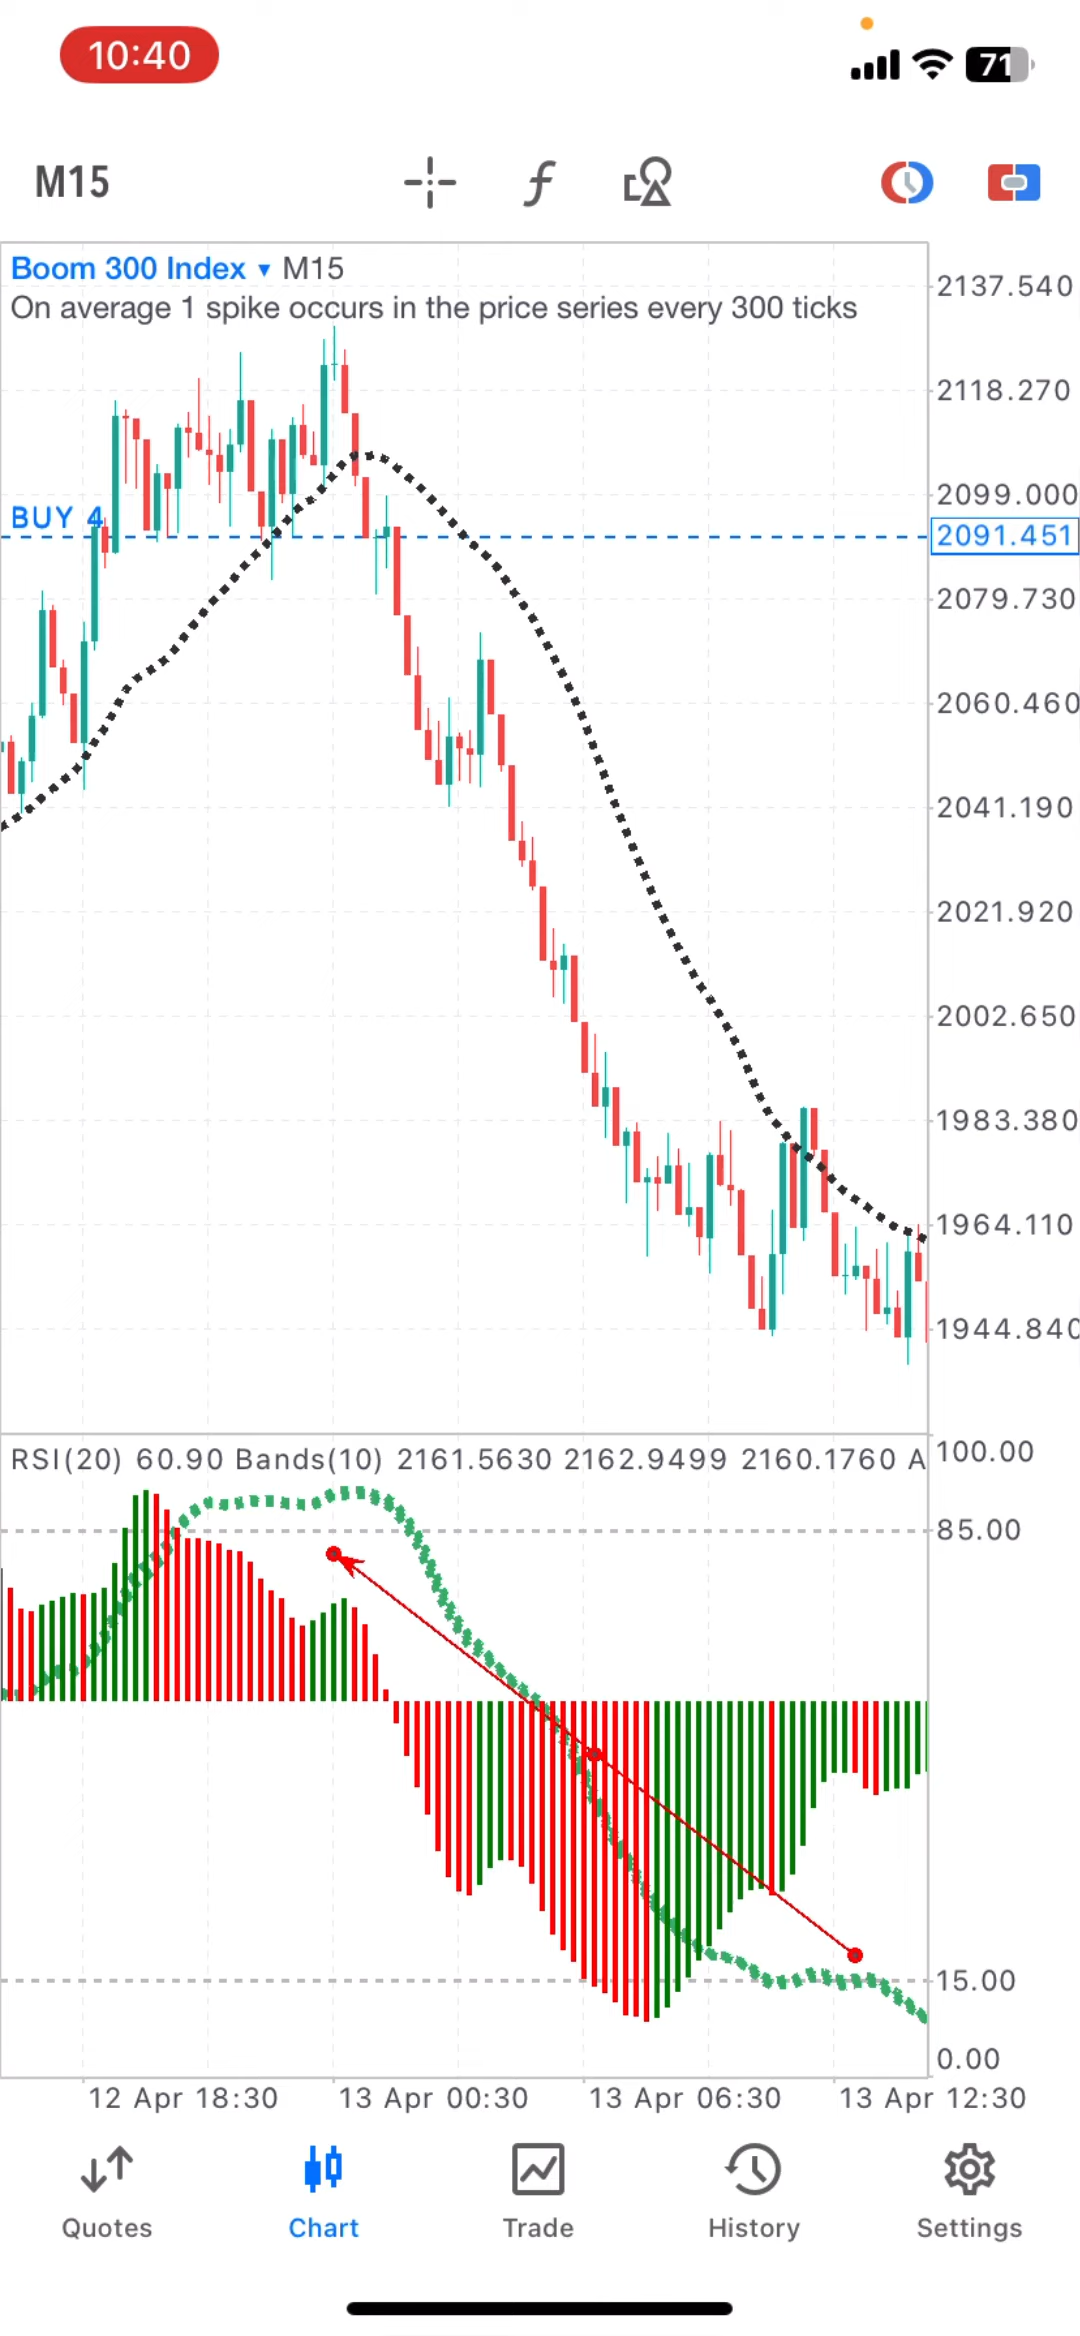 10:40
71
M15
Boom 300 Index ▾ M15
On average 1 spike occurs in the price series every 300 ticks
2137.540
2118.270
2099.000
BUY 4
2091.451
2079.730
2060.460
2041.190
2021.920
2002.650
1983.380
1964.110
1944.840
RSI(20) 60.90 Bands(10) 2161.5630 2162.9499 2160.1760 A
100.00
85.00
15.00
0.00
12 Apr 18:30
13 Apr 00:30
13 Apr 06:30
13 Apr 12:30
Quotes
Chart
Trade
History
Settings